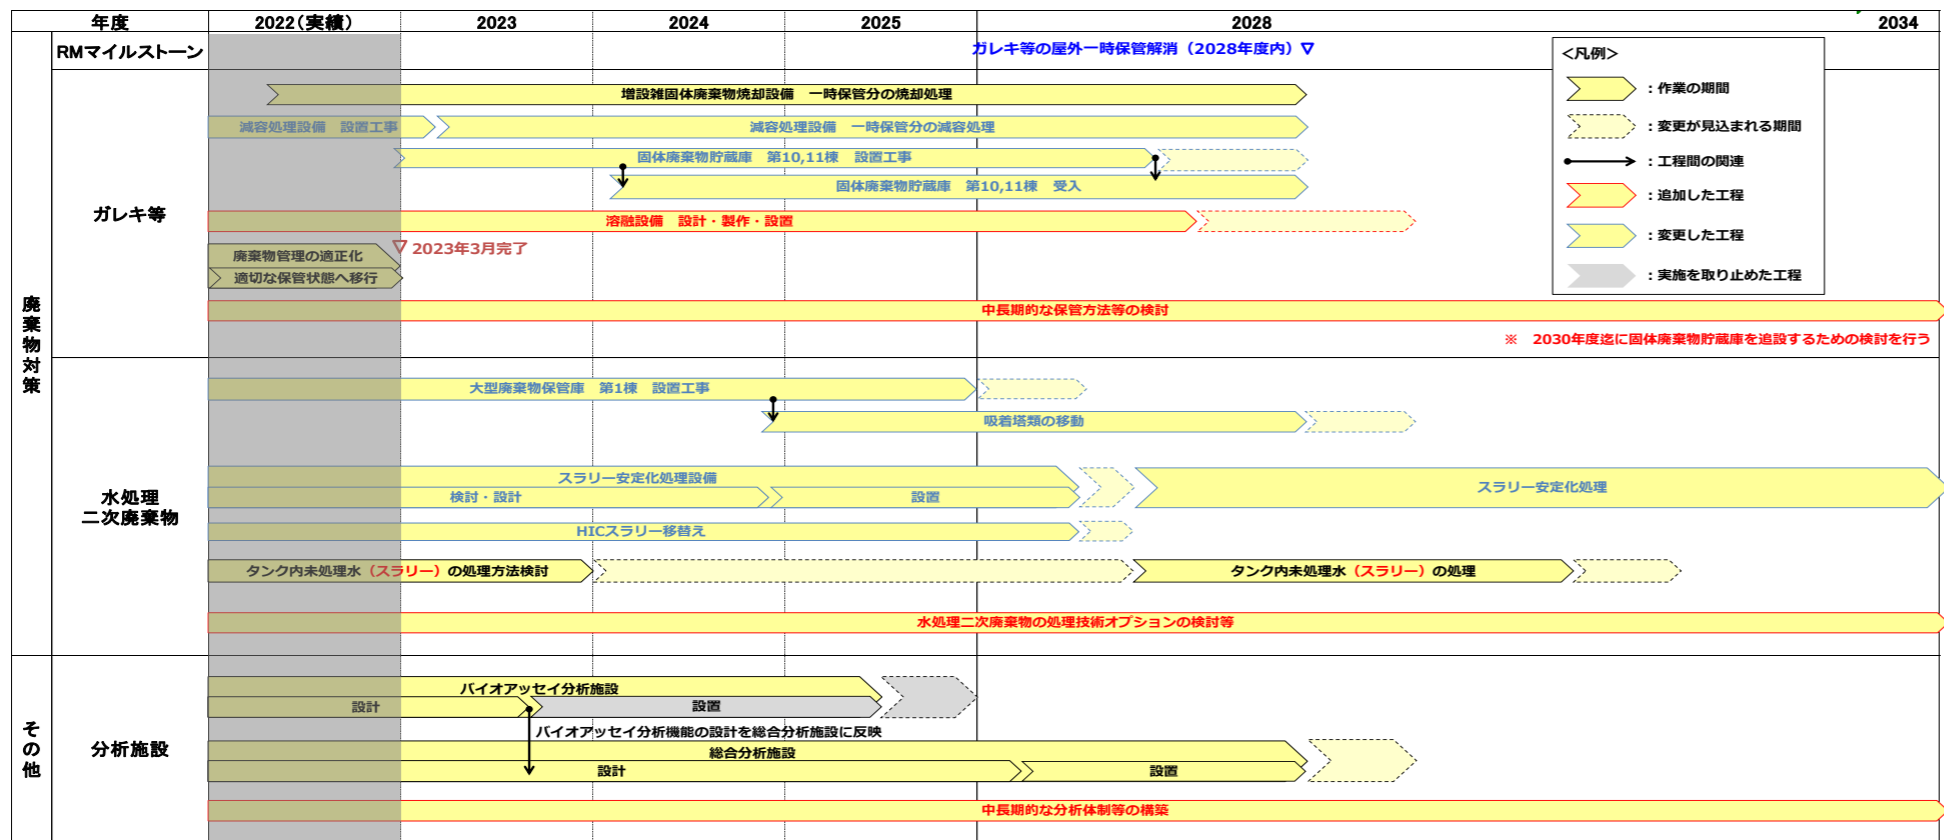 年度 2022(実績) 2023 2024 2025 2028 2034
RMマイルストーン
ガレキ等の屋外一時保管解消（2028年度内）▽
<凡例>
：作業の期間
：変更が見込まれる期間
：工程間の関連
：追加した工程
：変更した工程
：実施を取り止めた工程
廃棄物対策
ガレキ等
増設雑固体廃棄物焼却設備　一時保管分の焼却処理
減容処理設備　設置工事
減容処理設備　一時保管分の減容処理
固体廃棄物貯蔵庫　第10,11棟　設置工事
固体廃棄物貯蔵庫　第10,11棟　受入
溶融設備　設計・製作・設置
廃棄物管理の適正化
▽ 2023年3月完了
適切な保管状態へ移行
中長期的な保管方法等の検討
※　2030年度迄に固体廃棄物貯蔵庫を追設するための検討を行う
水処理
二次廃棄物
大型廃棄物保管庫　第1棟　設置工事
吸着塔類の移動
スラリー安定化処理設備
検討・設計
設置
スラリー安定化処理
HICスラリー移替え
タンク内未処理水（スラリー）の処理方法検討
タンク内未処理水（スラリー）の処理
水処理二次廃棄物の処理技術オプションの検討等
その他
分析施設
バイオアッセイ分析施設
設計
設置
バイオアッセイ分析機能の設計を総合分析施設に反映
総合分析施設
設計
設置
中長期的な分析体制等の構築